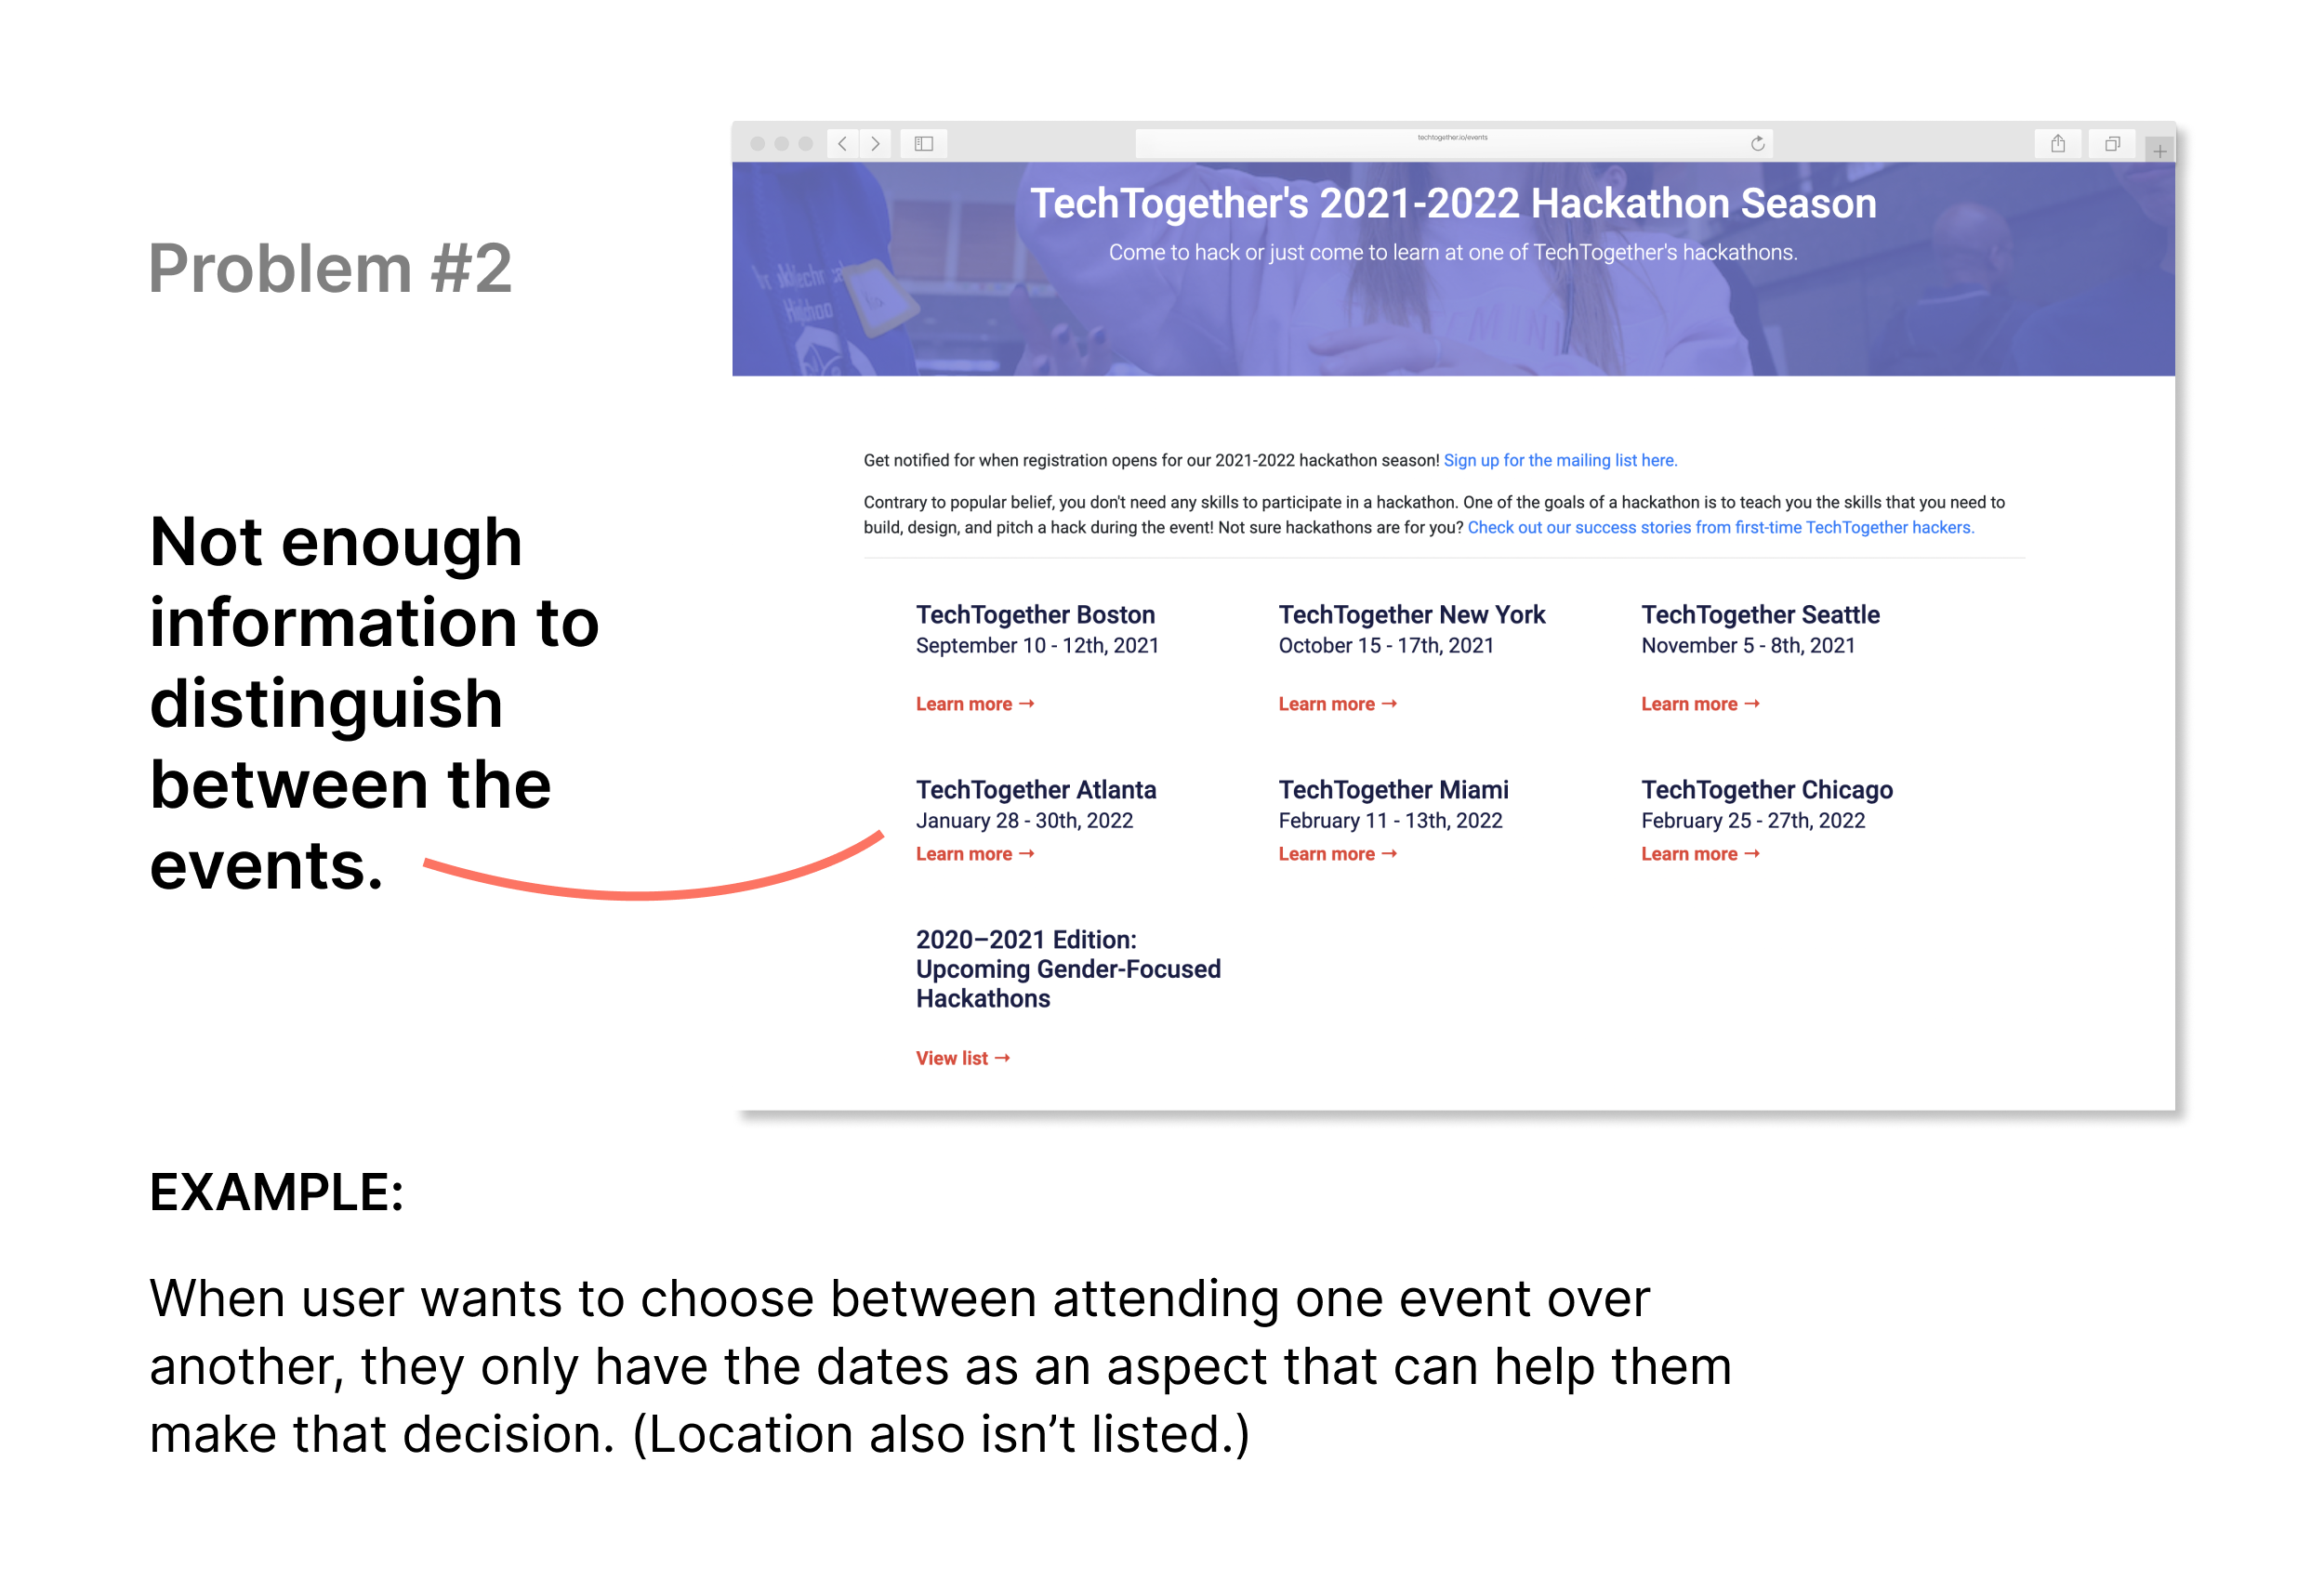 Problem #2
Not enough
information to
distinguish
between the
events.
techtogether.io/events
TechTogether's 2021-2022 Hackathon Season
Come to hack or just come to learn at one of TechTogether's hackathons.
Get notified for when registration opens for our 2021-2022 hackathon season! Sign up for the mailing list here.
Contrary to popular belief, you don't need any skills to participate in a hackathon. One of the goals of a hackathon is to teach you the skills that you need to
build, design, and pitch a hack during the event! Not sure hackathons are for you? Check out our success stories from first-time TechTogether hackers.
TechTogether Boston
September 10 - 12th, 2021
Learn more →
TechTogether New York
October 15 - 17th, 2021
Learn more →
TechTogether Seattle
November 5 - 8th, 2021
Learn more →
TechTogether Atlanta
January 28 - 30th, 2022
Learn more →
TechTogether Miami
February 11 - 13th, 2022
Learn more →
TechTogether Chicago
February 25 - 27th, 2022
Learn more →
2020–2021 Edition:
Upcoming Gender-Focused
Hackathons
View list →
EXAMPLE:
When user wants to choose between attending one event over
another, they only have the dates as an aspect that can help them
make that decision. (Location also isn’t listed.)